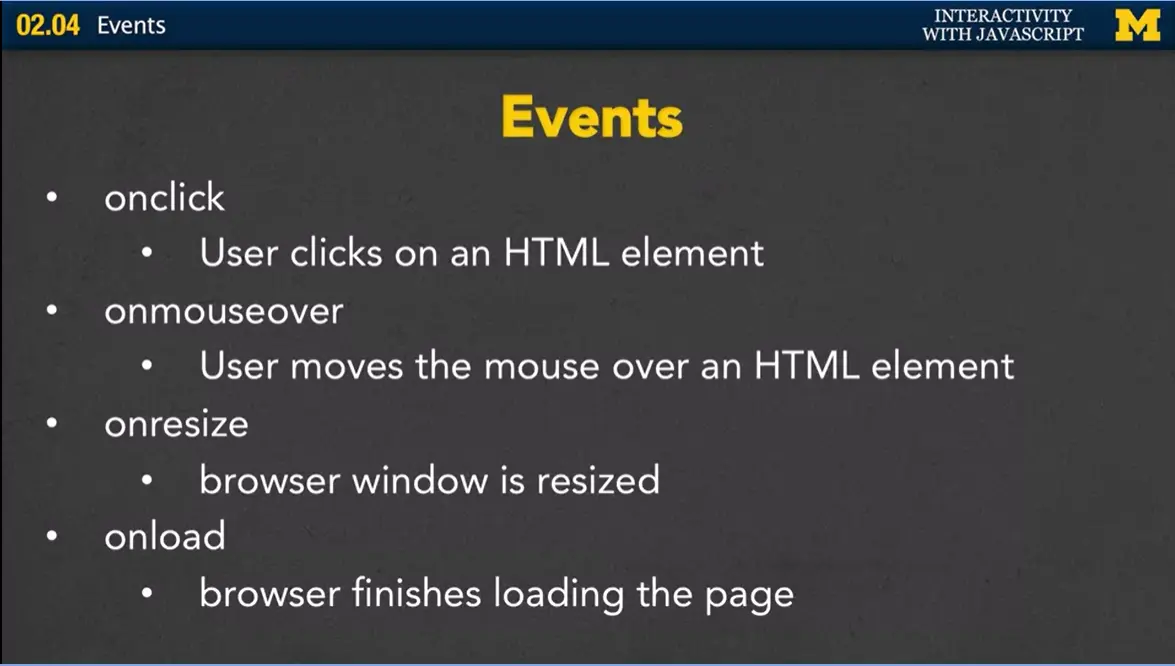 02.04 Events
INTERACTIVITY
WITH JAVASCRIPT
M
Events
• onclick
• User clicks on an HTML element
• onmouseover
• User moves the mouse over an HTML element
• onresize
• browser window is resized
• onload
• browser finishes loading the page